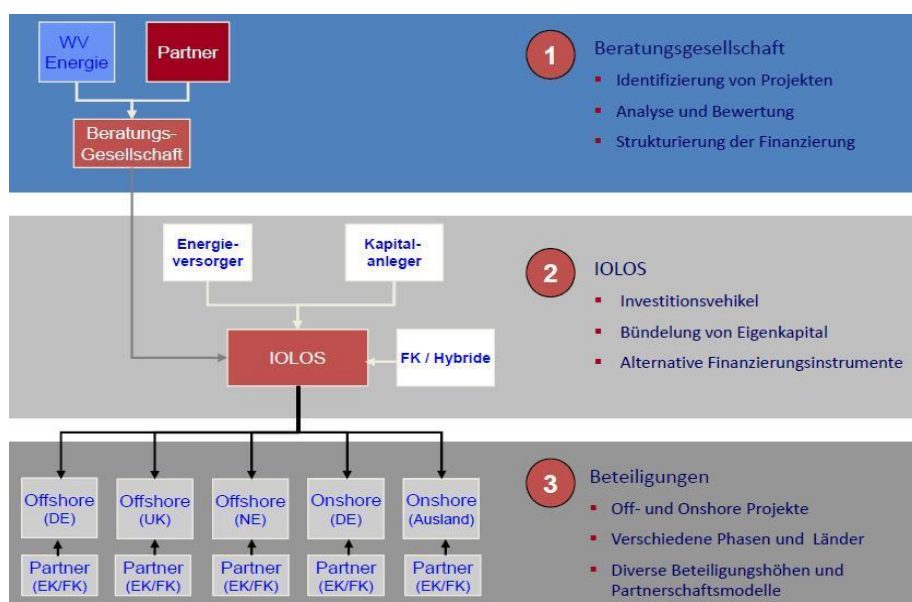 WV
Energie
Partner
Beratungs-
Gesellschaft
1
Beratungsgesellschaft
▪ Identifizierung von Projekten
▪ Analyse und Bewertung
▪ Strukturierung der Finanzierung
Energie-
versorger
Kapital-
anleger
IOLOS
FK / Hybride
2
IOLOS
▪ Investitionsvehikel
▪ Bündelung von Eigenkapital
▪ Alternative Finanzierungsinstrumente
Offshore
(DE)
Offshore
(UK)
Offshore
(NE)
Onshore
(DE)
Onshore
(Ausland)
Partner
(EK/FK)
Partner
(EK/FK)
Partner
(EK/FK)
Partner
(EK/FK)
Partner
(EK/FK)
3
Beteiligungen
▪ Off- und Onshore Projekte
▪ Verschiedene Phasen und Länder
▪ Diverse Beteiligungshöhen und
Partnerschaftsmodelle